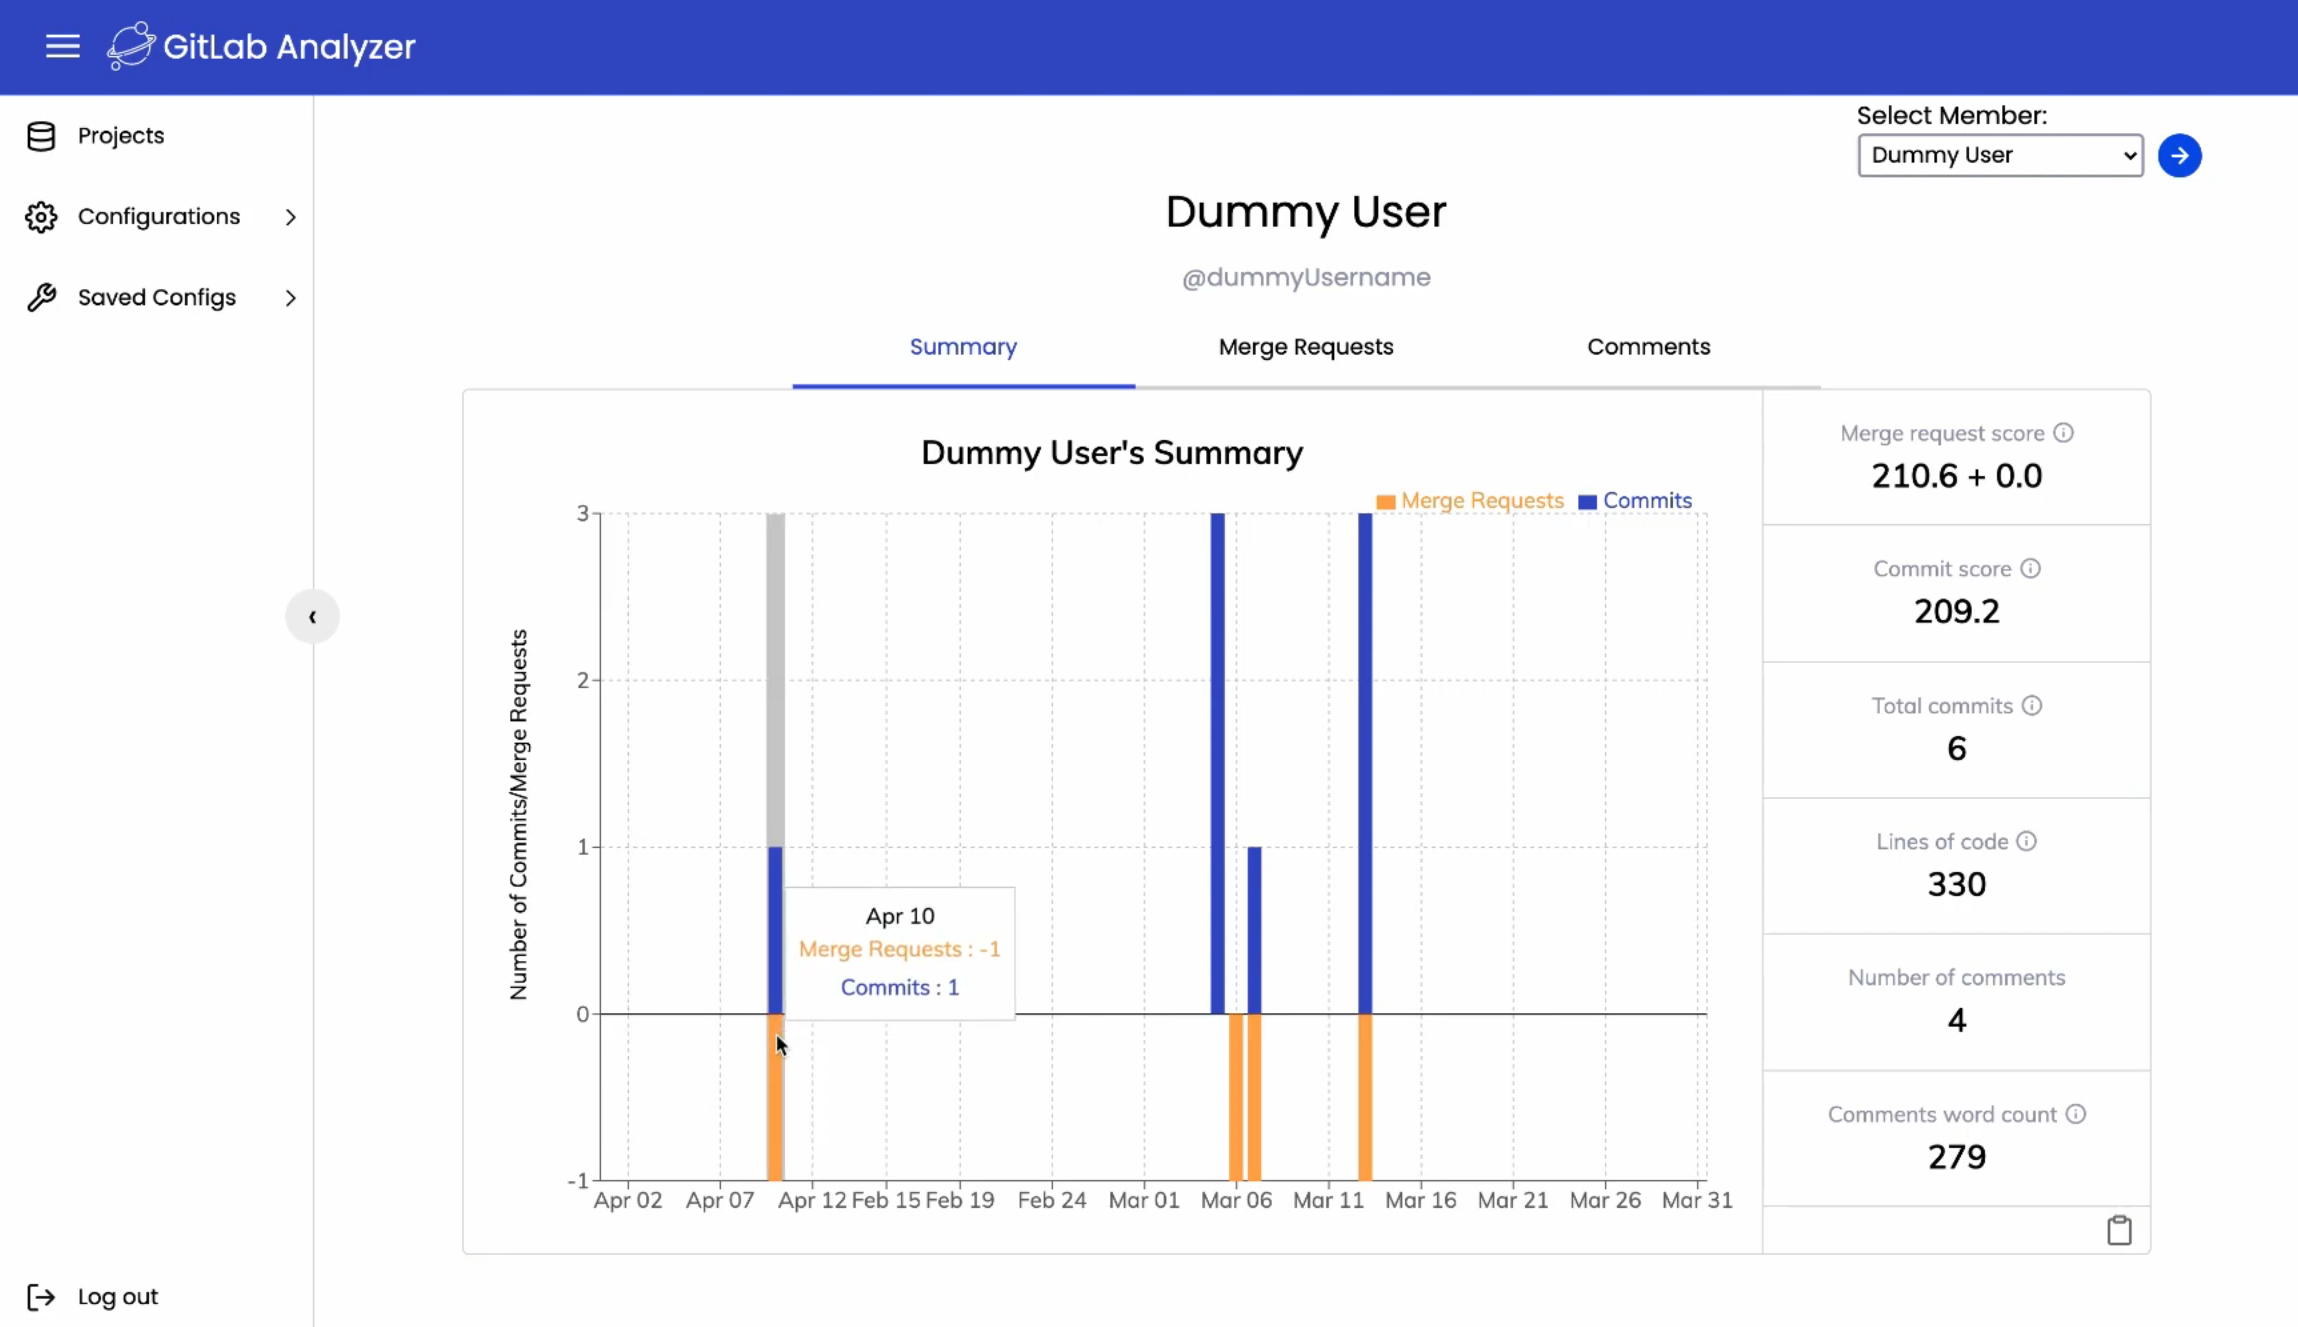 GitLab Analyzer
Projects
Configurations
Saved Configs
Log out
Select Member:
Dummy User
Dummy User
@dummyUsername
Summary
Merge Requests
Comments
Dummy User's Summary
Merge Requests
Commits
Number of Commits/Merge Requests
3
2
1
0
-1
Apr 10
Merge Requests : -1
Commits : 1
Apr 02 Apr 07 Apr 12 Feb 15 Feb 19 Feb 24 Mar 01 Mar 06 Mar 11 Mar 16 Mar 21 Mar 26 Mar 31
Merge request score
210.6 + 0.0
Commit score
209.2
Total commits
6
Lines of code
330
Number of comments
4
Comments word count
279